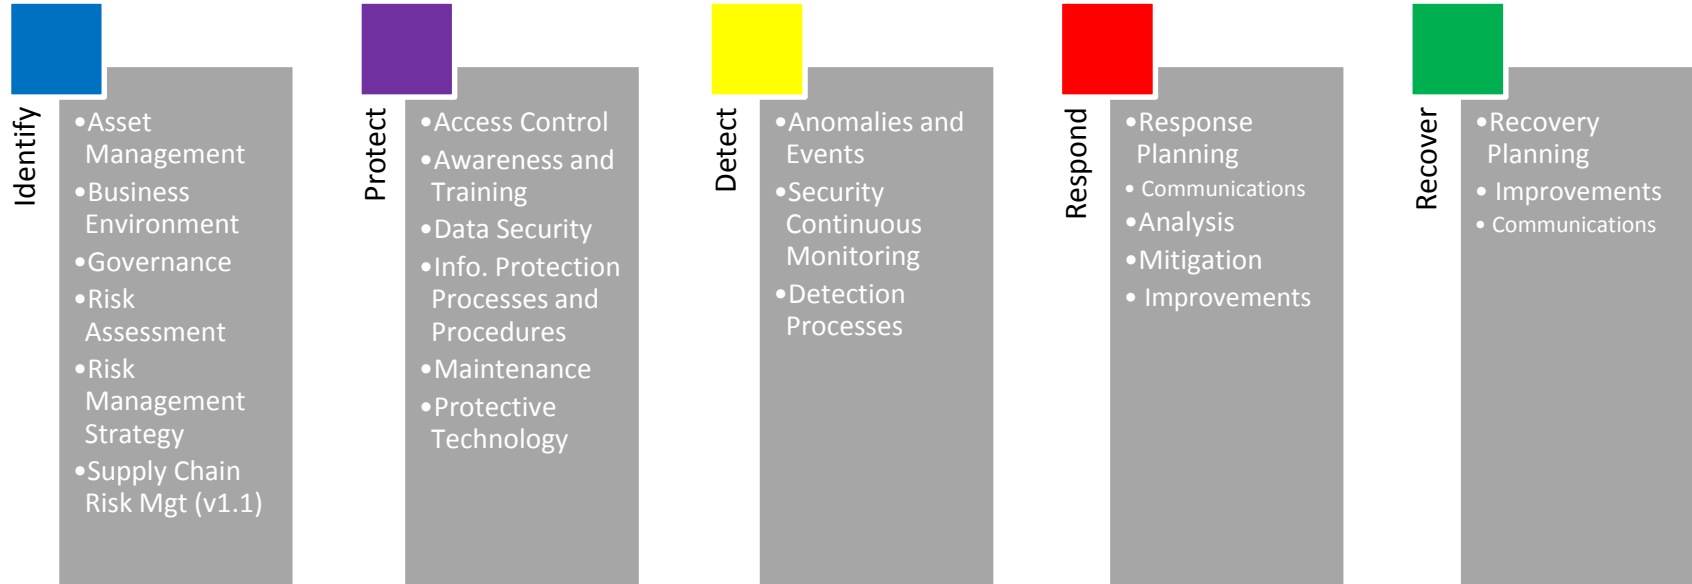 Identify
•Asset
Management
•Business
Environment
•Governance
•Risk
Assessment
•Risk
Management
Strategy
•Supply Chain
Risk Mgt (v1.1)
Protect
•Access Control
•Awareness and
Training
•Data Security
•Info. Protection
Processes and
Procedures
•Maintenance
•Protective
Technology
Detect
•Anomalies and
Events
•Security
Continuous
Monitoring
•Detection
Processes
Respond
•Response
Planning
• Communications
•Analysis
•Mitigation
• Improvements
Recover
•Recovery
Planning
• Improvements
• Communications